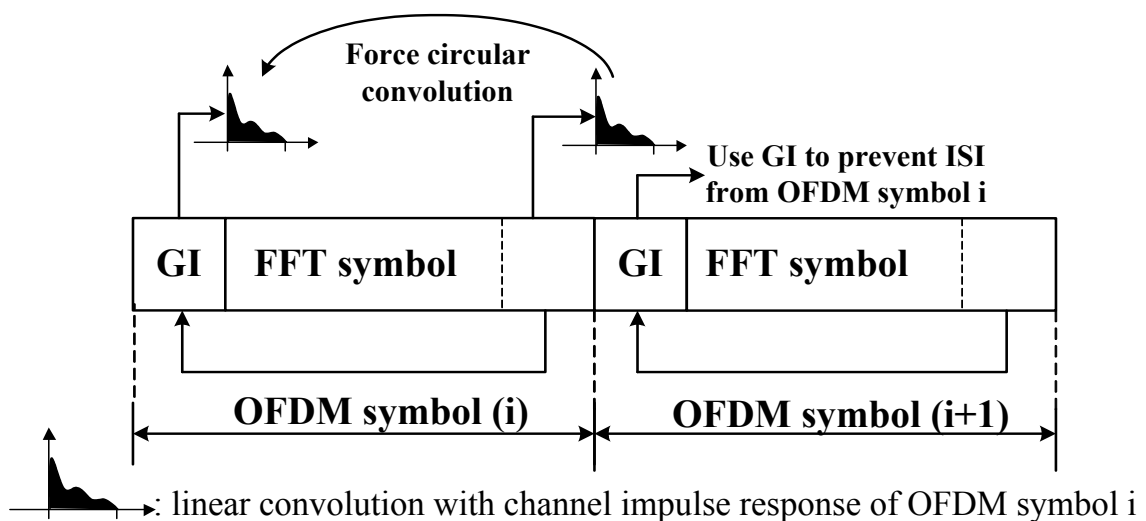 Force circular
convolution
Use GI to prevent ISI
from OFDM symbol i
GI FFT symbol GI FFT symbol
OFDM symbol (i) OFDM symbol (i+1)
: linear convolution with channel impulse response of OFDM symbol i